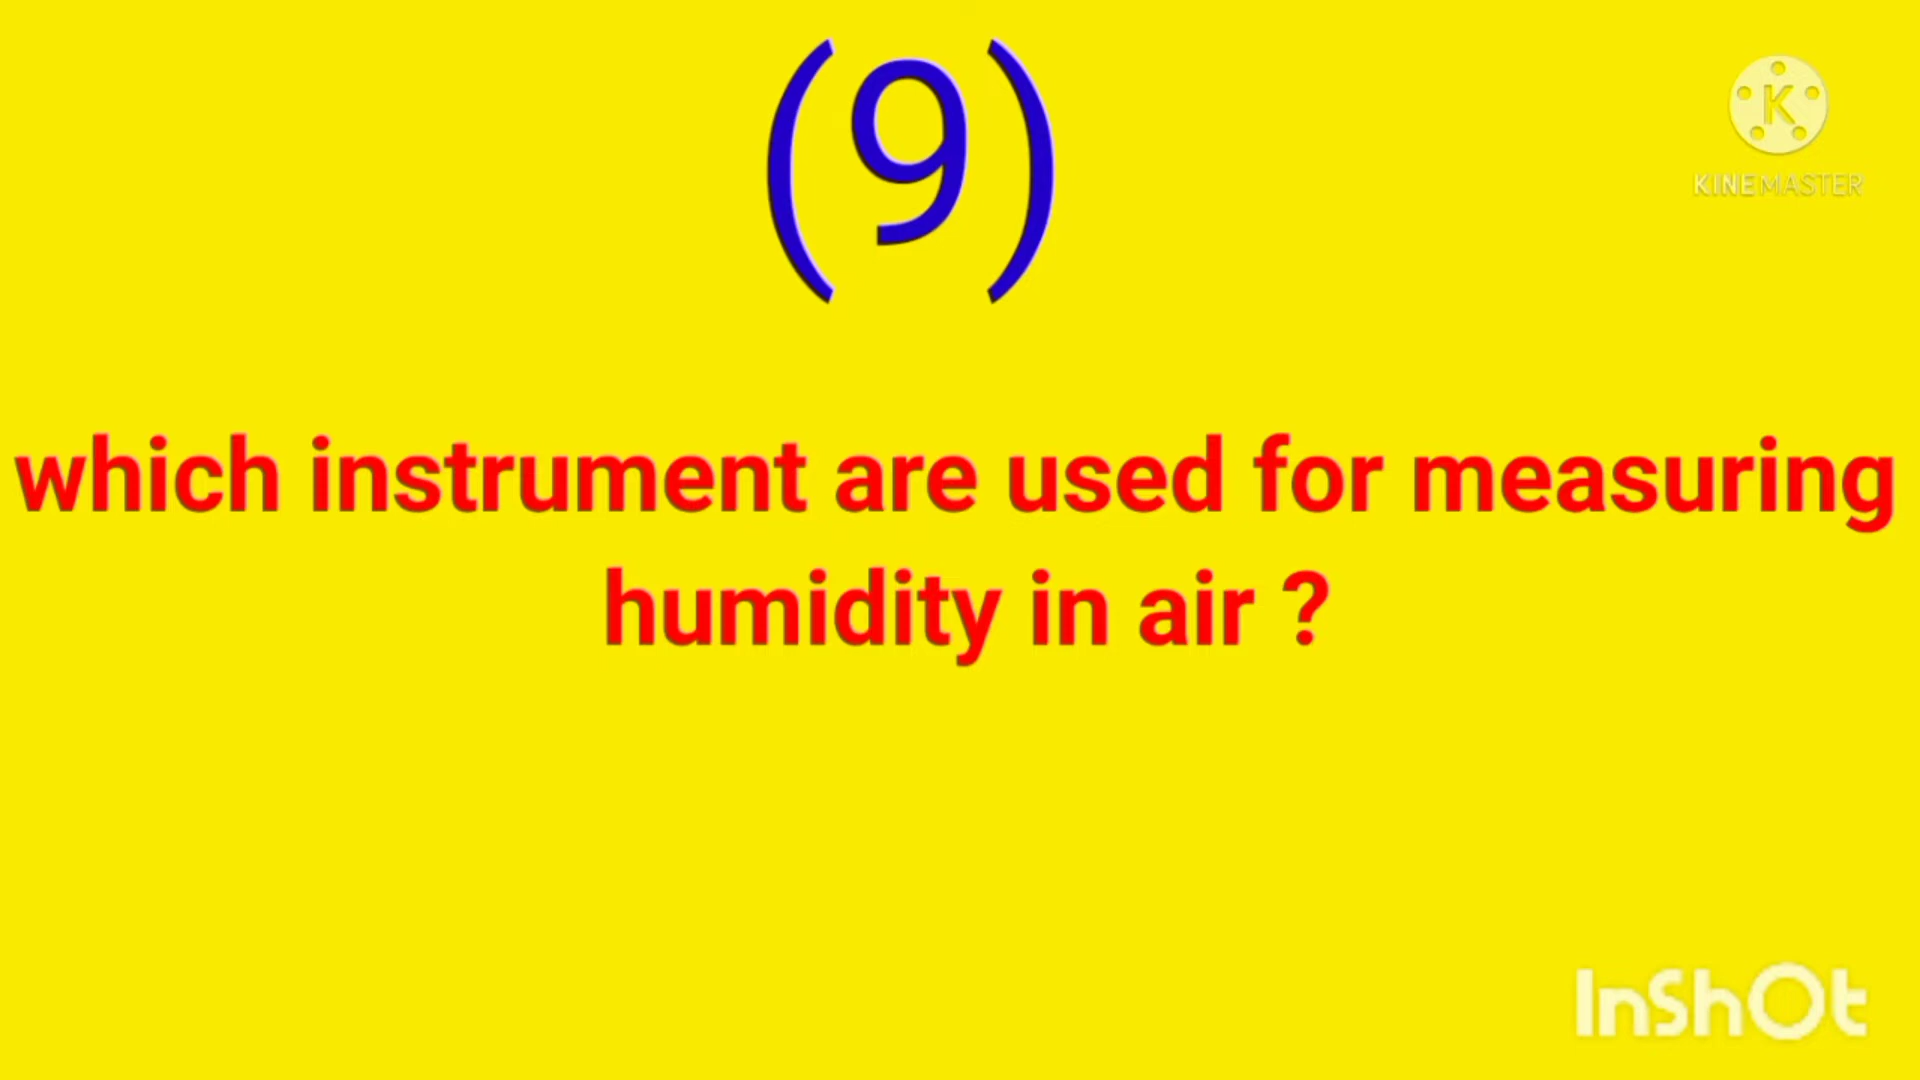 (9)
K
KINEMASTER
which instrument are used for measuring
humidity in air ?
InShOt